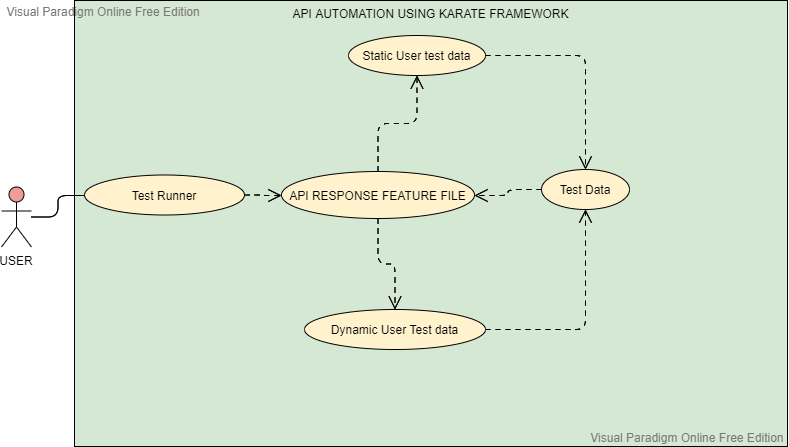 Visual Paradigm Online Free Edition
API AUTOMATION USING KARATE FRAMEWORK
Static User test data
Test Runner
API RESPONSE FEATURE FILE
Test Data
USER
Dynamic User Test data
Visual Paradigm Online Free Edition